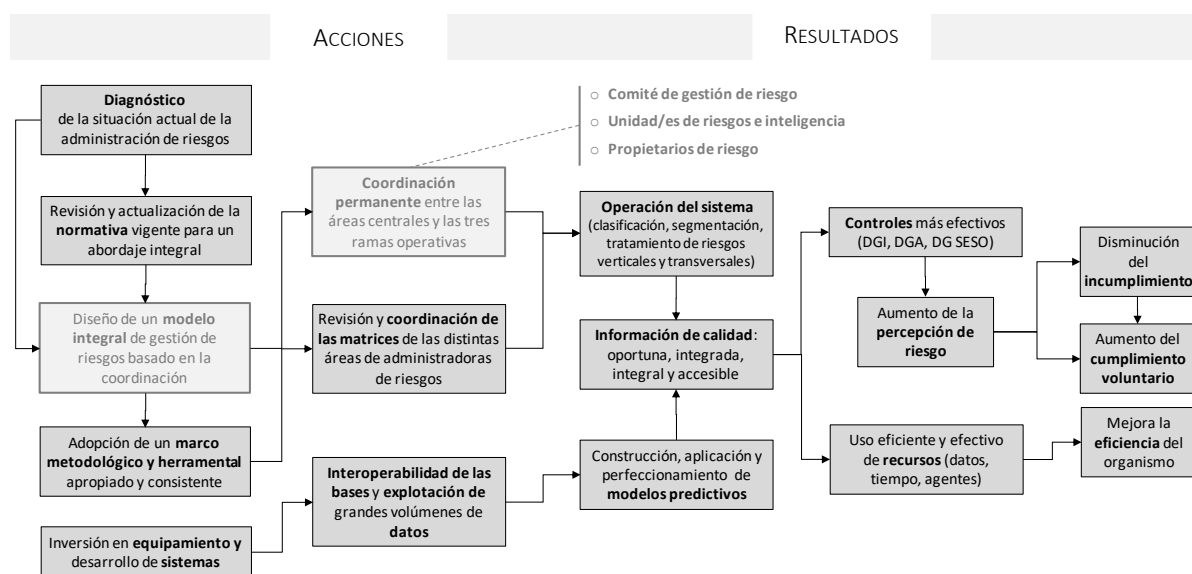 ACCIONES
RESULTADOS
Diagnóstico
de la situación actual de la
administración de riesgos
Revisión y actualización de la
normativa vigente para un
abordaje integral
Diseño de un modelo
integral de gestión de
riesgos basado en la
coordinación
Adopción de un marco
metodológico y herramental
apropiado y consistente
Inversión en equipamiento y
desarrollo de sistemas
○ Comité de gestión de riesgo
○ Unidad/es de riesgos e inteligencia
○ Propietarios de riesgo
Coordinación
permanente entre las
áreas centrales y las tres
ramas operativas
Revisión y coordinación de
las matrices de las distintas
áreas de administradoras
de riesgos
Interoperabilidad de las
bases y explotación de
grandes volúmenes de
datos
Operación del sistema
(clasificación, segmentación,
tratamiento de riesgos
verticales y transversales)
Información de calidad:
oportuna, integrada,
integral y accesible
Construcción, aplicación y
perfeccionamiento de
modelos predictivos
Controles más efectivos
(DGI, DGA, DG SESO)
Aumento de la
percepción de
riesgo
Uso eficiente y efectivo
de recursos (datos,
tiempo, agentes)
Disminución
del
incumplimiento
Aumento del
cumplimiento
voluntario
Mejora la
eficiencia del
organismo